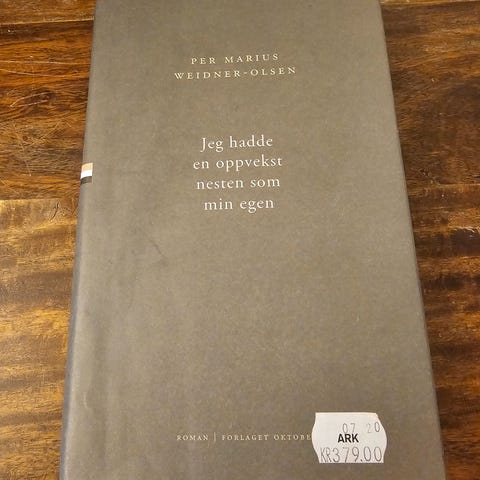 PER MARIUS
WEIDNER-OLSEN
Jeg hadde
en oppvekst
nesten som
min egen
ROMAN | FORLAGET OKTOBE
07 20
ARK
KR379.00